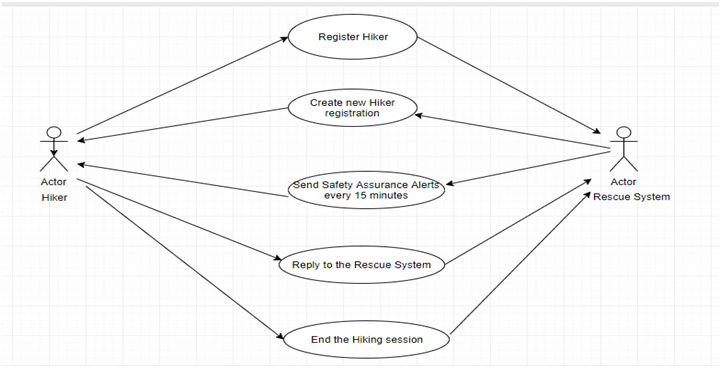 Register Hiker
Create new Hiker
registration
Actor
Hiker
Send Safety Assurance Alerts
every 15 minutes
Actor
Rescue System
Reply to the Rescue System
End the Hiking session